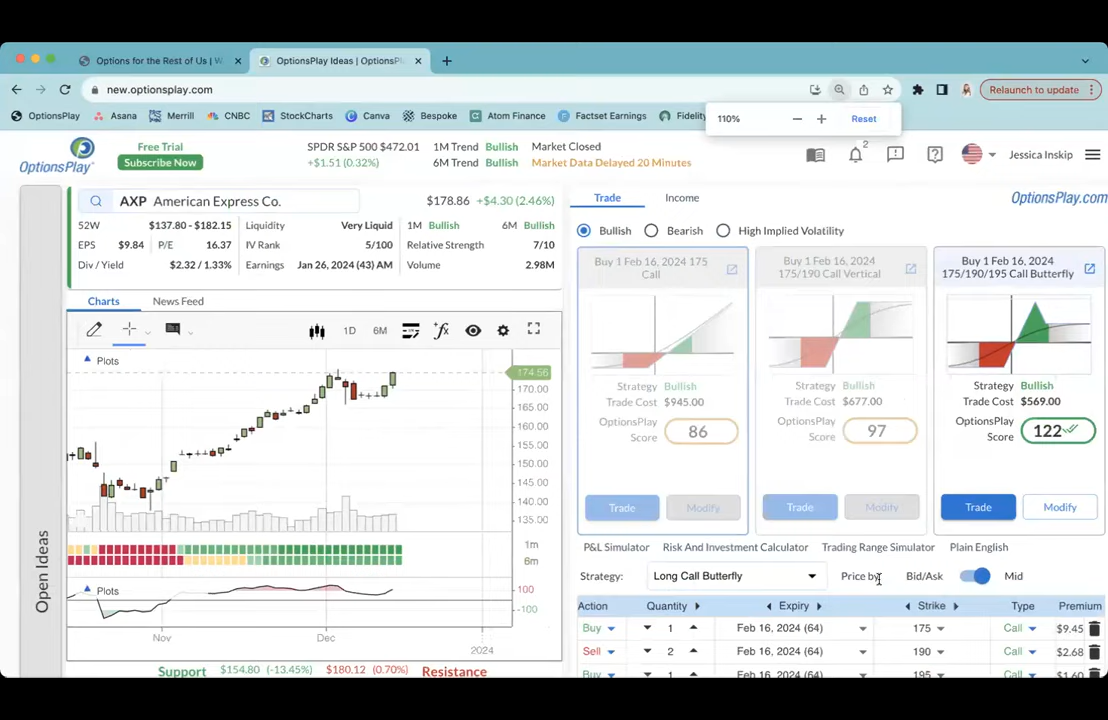 Options for the Rest of Us | W
OptionsPlay Ideas | OptionsPl
new.optionsplay.com
Relaunch to update
OptionsPlay
Asana
Merrill
CNBC
StockCharts
Canva
Bespoke
Atom Finance
Factset Earnings
Fidelity
110%
Reset
OptionsPlay
Free Trial
Subscribe Now
SPDR S&P 500 $472.01 1M Trend Bullish Market Closed
+$1.51 (0.32%) 6M Trend Bullish Market Data Delayed 20 Minutes
2
Jessica Inskip
AXP American Express Co.
$178.86 +$4.30 (2.46%)
52W $137.80 - $182.15 Liquidity Very Liquid 1M Bullish 6M Bullish
EPS $9.84 P/E 16.37 IV Rank 5/100 Relative Strength 7/10
Div / Yield $2.32 / 1.33% Earnings Jan 26, 2024 (43) AM Volume 2.98M
Charts News Feed
1D 6M
Plots
174.56
170.00
165.00
160.00
155.00
150.00
145.00
140.00
135.00
1m
6m
Plots
100
-100
Nov Dec 2024
Support $154.80 (-13.45%) $180.12 (0.70%) Resistance
Open Ideas
Trade Income
OptionsPlay.com
Bullish Bearish High Implied Volatility
Buy 1 Feb 16, 2024 175
Call
Strategy Bullish
Trade Cost $945.00
OptionsPlay
Score
86
Trade Modify
Buy 1 Feb 16, 2024
175/190 Call Vertical
Strategy Bullish
Trade Cost $677.00
OptionsPlay
Score
97
Trade Modify
Buy 1 Feb 16, 2024
175/190/195 Call Butterfly
Strategy Bullish
Trade Cost $569.00
OptionsPlay
Score
122
Trade Modify
P&L Simulator Risk And Investment Calculator Trading Range Simulator Plain English
Strategy: Long Call Butterfly Price by: Bid/Ask Mid
Action Quantity Expiry Strike Type Premium
Buy 1 Feb 16, 2024 (64) 175 Call $9.45
Sell 2 Feb 16, 2024 (64) 190 Call $2.68
Buy 1 Feb 16, 2024 (64) 195 Call $1.60